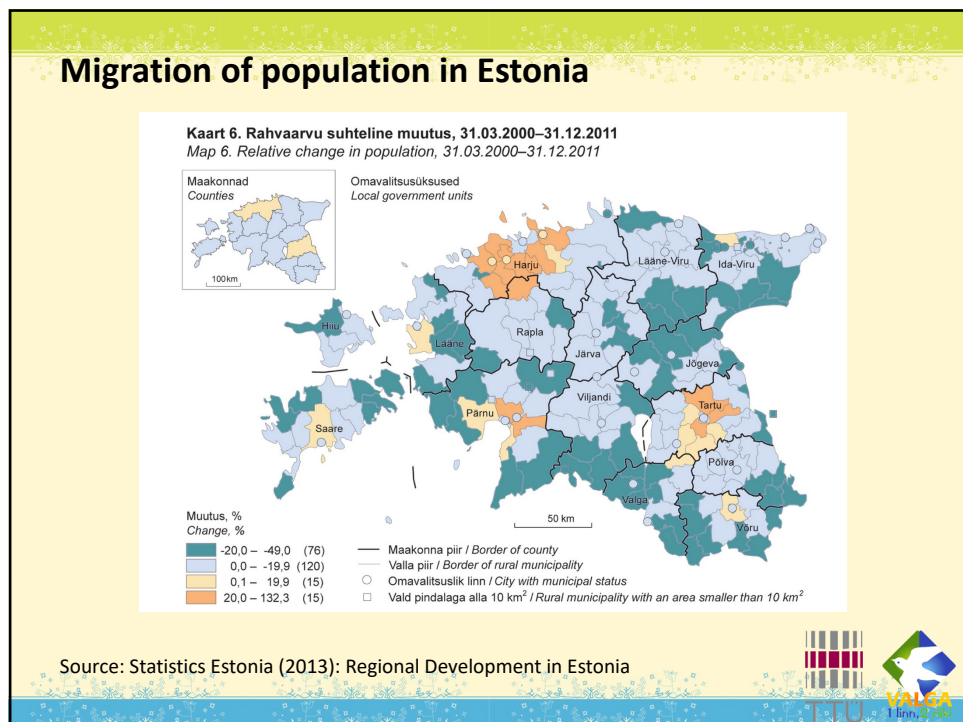 Migration of population in Estonia
Kaart 6. Rahvaarvu suhteline muutus, 31.03.2000–31.12.2011
Map 6. Relative change in population, 31.03.2000–31.12.2011
Maakonnad
Counties
100km
Omavalitsusüksused
Local government units
Harju
Lääne-Viru
Ida-Viru
Hiiu
Lääne
Rapla
Järva
Jõgeva
Saare
Pärnu
Viljandi
Tartu
Põlva
Valga
Võru
50 km
Muutus, %
Change, %
-20,0 – -49,0 (76)
0,0 – -19,9 (120)
0,1 – 19,9 (15)
20,0 – 132,3 (15)
Maakonna piir / Border of county
Valla piir / Border of rural municipality
Omavalitsuslik linn / City with municipal status
Vald pindalaga alla 10 km² / Rural municipality with an area smaller than 10 km²
Source: Statistics Estonia (2013): Regional Development in Estonia
TTÜ
VALGA
1 linn, 2 riiki